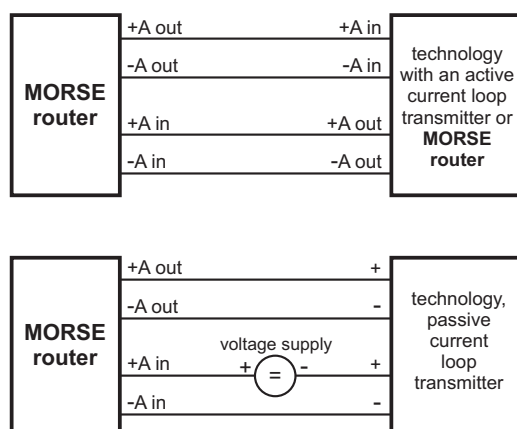 +A out +A in
-A out -A in
+A in +A out
-A in -A out
MORSE
router
technology
with an active
current loop
transmitter or
MORSE
router
+A out +
-A out -
voltage supply
+A in + = - +
-A in -
MORSE
router
technology,
passive
current
loop
transmitter